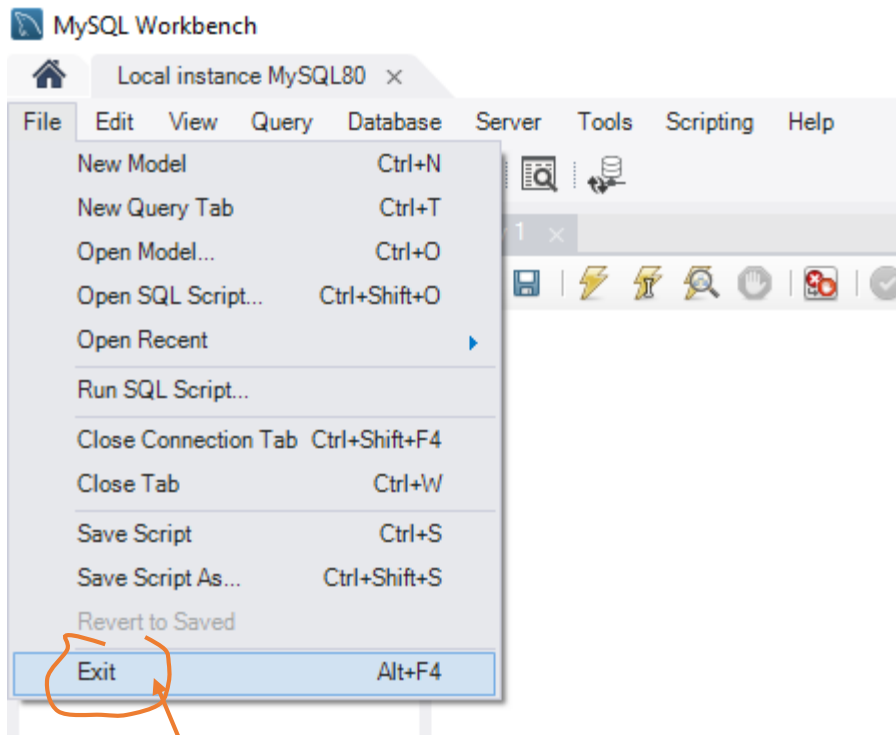 MySQL Workbench
Local instance MySQL80 ×
File Edit View Query Database Server Tools Scripting Help
New Model Ctrl+N
New Query Tab Ctrl+T
Open Model... Ctrl+O
Open SQL Script... Ctrl+Shift+O
Open Recent
Run SQL Script...
Close Connection Tab Ctrl+Shift+F4
Close Tab Ctrl+W
Save Script Ctrl+S
Save Script As... Ctrl+Shift+S
Revert to Saved
Exit Alt+F4
1 ×